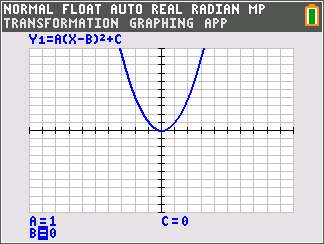 NORMAL FLOAT AUTO REAL RADIAN MP
TRANSFORMATION GRAPHING APP
Y1=A(X-B)²+C
A=1 C=0
B=0